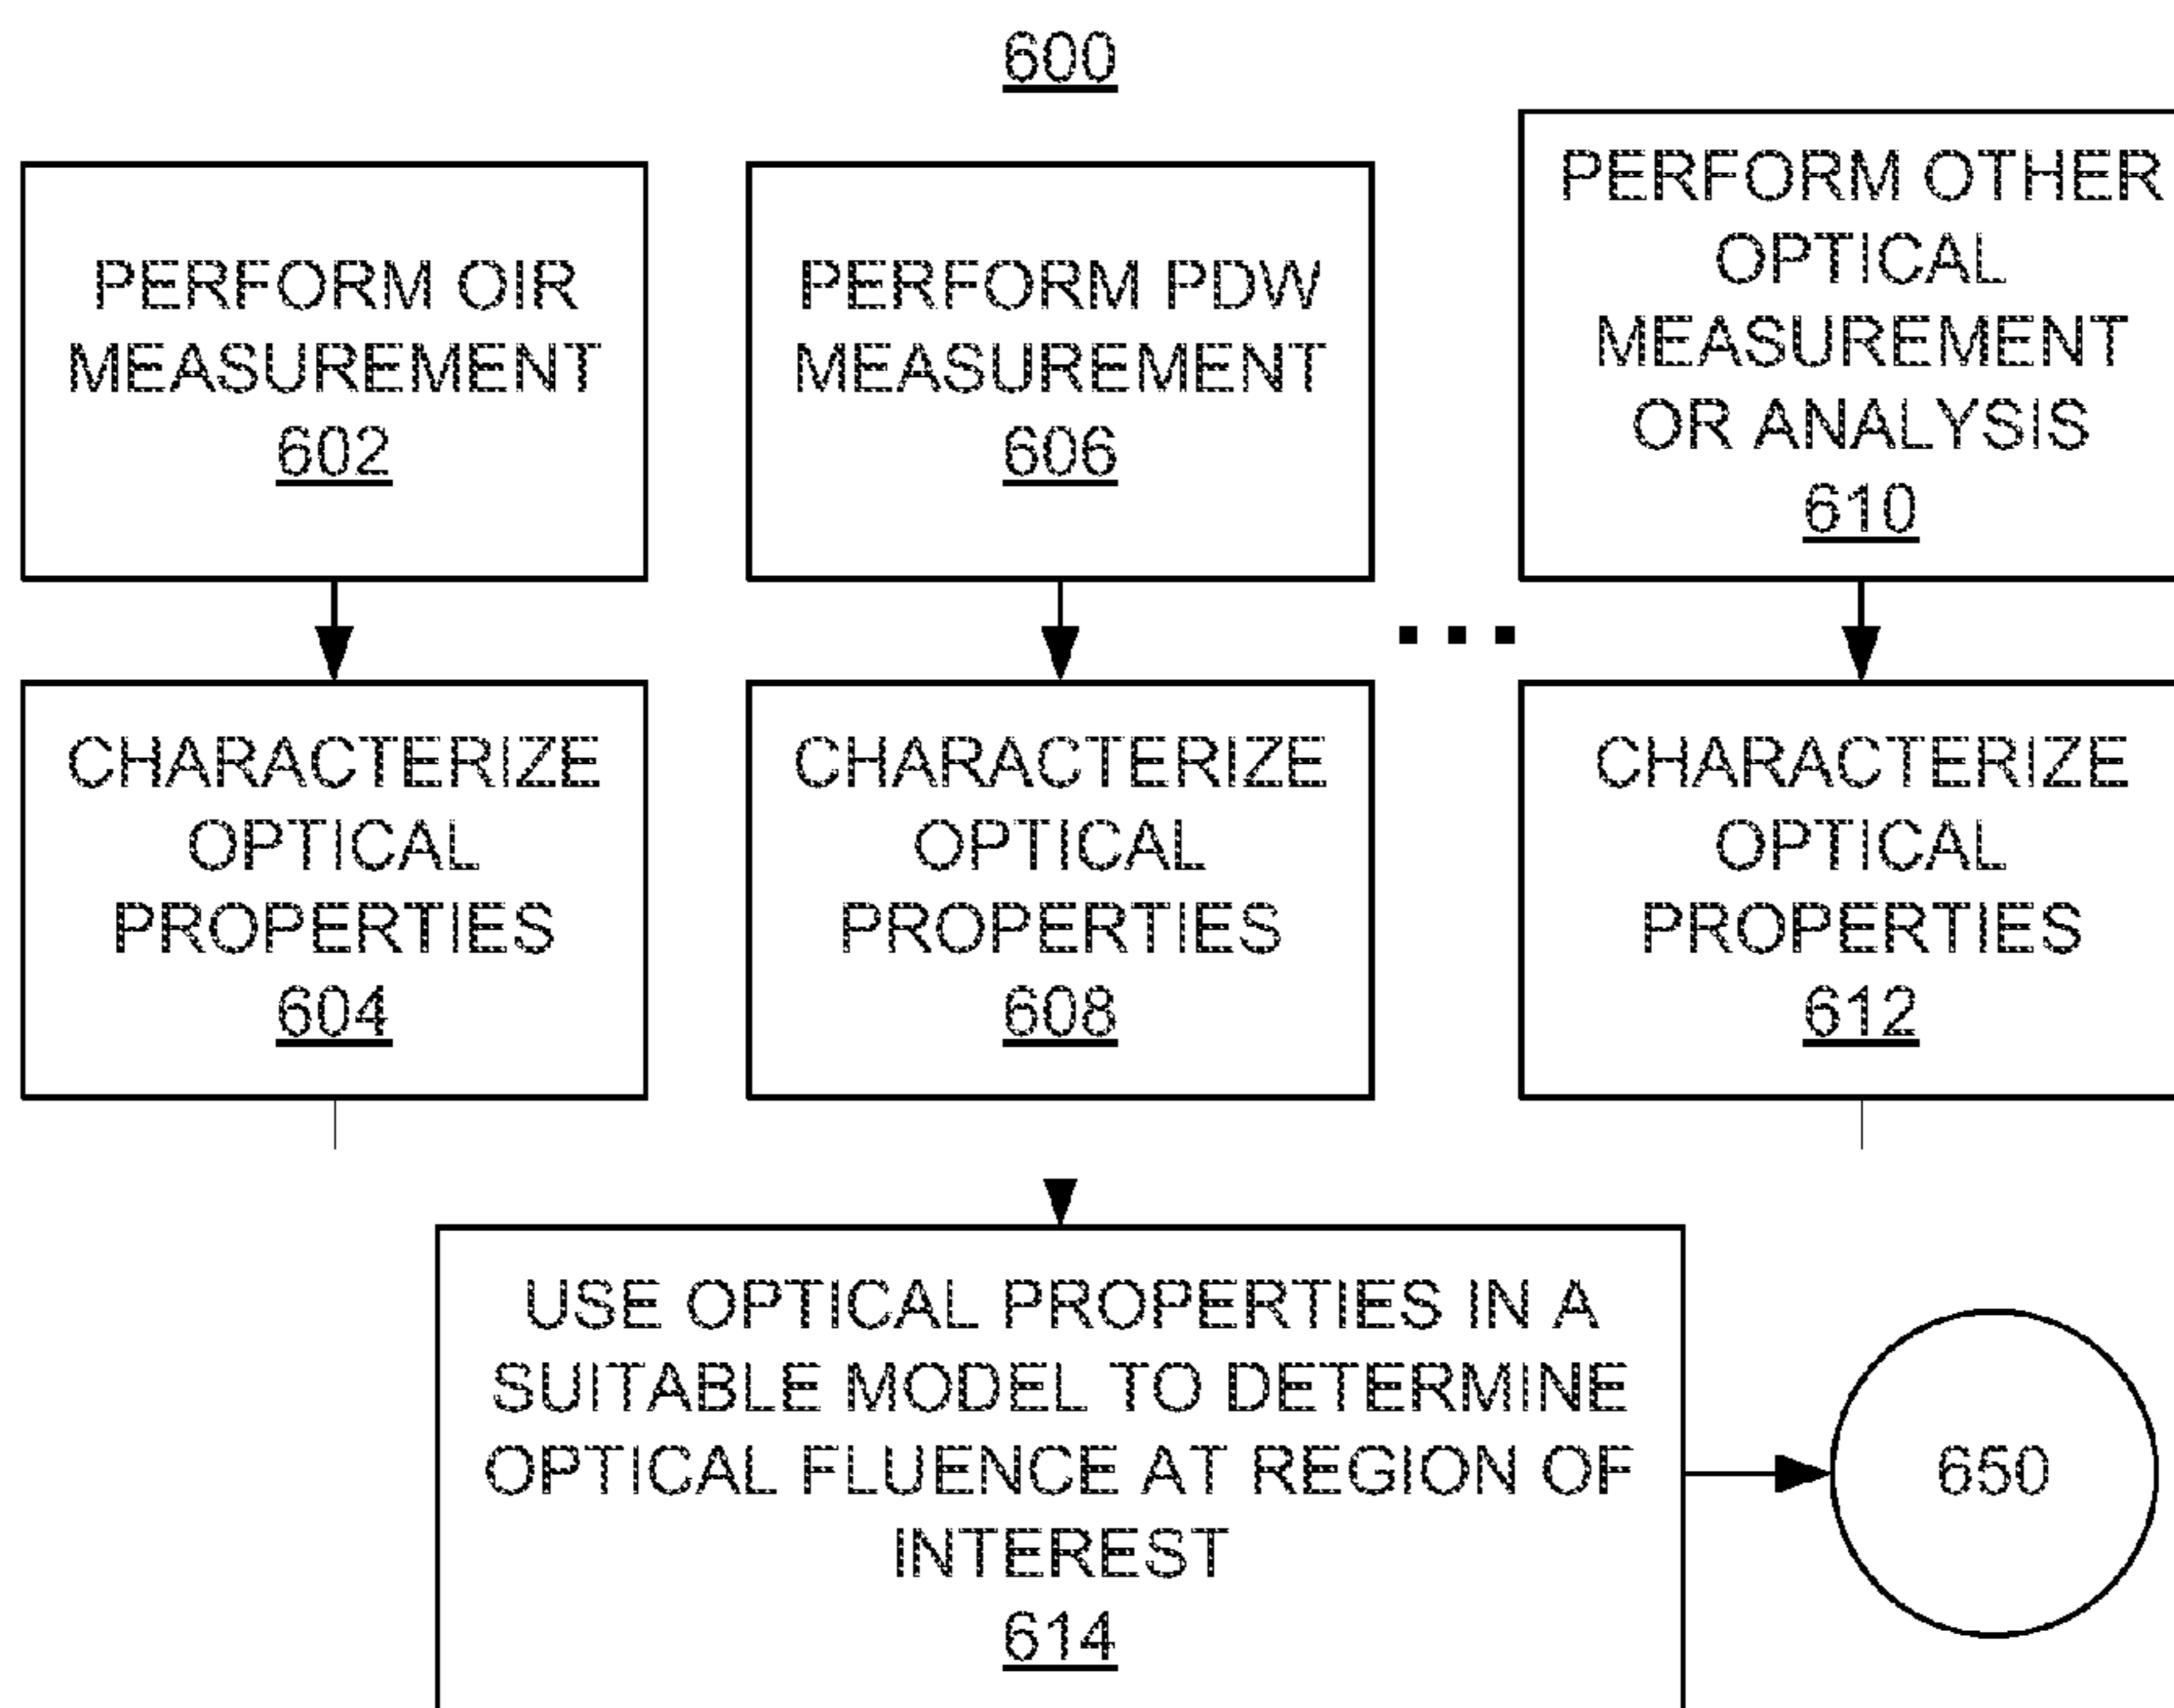 600
PERFORM OIR
MEASUREMENT
602
PERFORM PDW
MEASUREMENT
606
PERFORM OTHER
OPTICAL
MEASUREMENT
OR ANALYSIS
610
...
CHARACTERIZE
OPTICAL
PROPERTIES
604
CHARACTERIZE
OPTICAL
PROPERTIES
608
CHARACTERIZE
OPTICAL
PROPERTIES
612
USE OPTICAL PROPERTIES IN A
SUITABLE MODEL TO DETERMINE
OPTICAL FLUENCE AT REGION OF
INTEREST
614
650